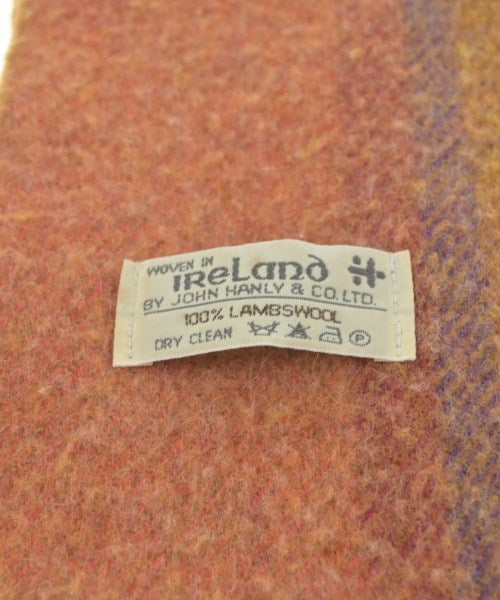 WOVEN IN
IReLaND
BY JOHN HANLY & CO.LTD.
100% LAMBSWOOL
DRY CLEAN P